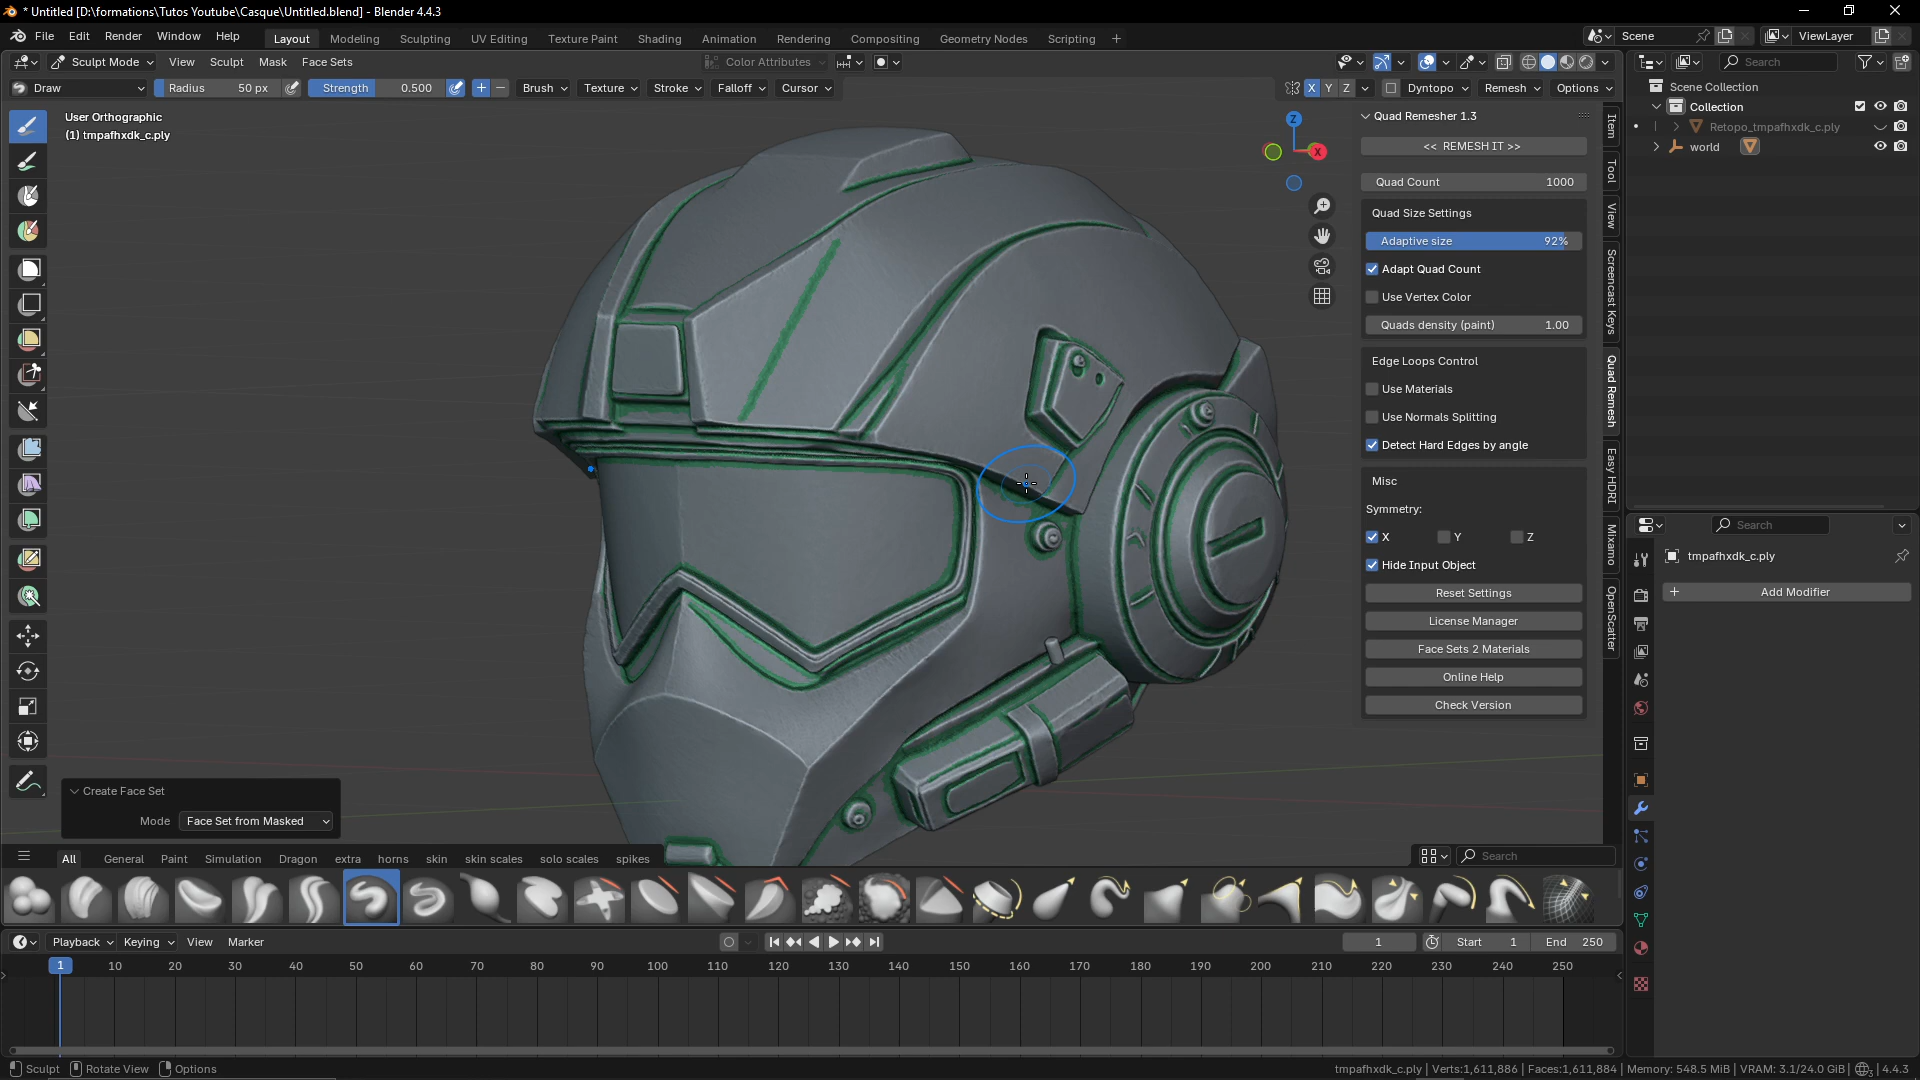 * Untitled [D:\formations\Tutos Youtube\Casque\Untitled.blend] - Blender 4.4.3
File Edit Render Window Help
Layout Modeling Sculpting UV Editing Texture Paint Shading Animation Rendering Compositing Geometry Nodes Scripting +
Scene
ViewLayer
Sculpt Mode View Sculpt Mask Face Sets
Color Attributes
Search
Draw
Radius 50 px
Strength 0.500
Brush Texture Stroke Falloff Cursor
X Y Z
Dyntopo Remesh Options
Scene Collection
Collection
Retopo_tmpafhxdk_c.ply
world
User Orthographic
(1) tmpafhxdk_c.ply
Z
X
Quad Remesher 1.3
<< REMESH IT >>
Quad Count 1000
Quad Size Settings
Adaptive size 92%
Adapt Quad Count
Use Vertex Color
Quads density (paint) 1.00
Edge Loops Control
Use Materials
Use Normals Splitting
Detect Hard Edges by angle
Misc
Symmetry:
X Y Z
Hide Input Object
Reset Settings
License Manager
Face Sets 2 Materials
Online Help
Check Version
Item
Tool
View
Screencast Keys
Quad Remesh
Easy HDRI
Mixamo
OpenScatter
Search
tmpafhxdk_c.ply
+ Add Modifier
Create Face Set
Mode Face Set from Masked
All General Paint Simulation Dragon extra horns skin skin scales solo scales spikes
Search
Playback Keying View Marker
1
Start 1
End 250
1 10 20 30 40 50 60 70 80 90 100 110 120 130 140 150 160 170 180 190 200 210 220 230 240 250
Sculpt Rotate View Options
tmpafhxdk_c.ply | Verts:1,611,886 | Faces:1,611,884 | Memory: 548.5 MiB | VRAM: 3.1/24.0 GiB | 3 | 4.4.3